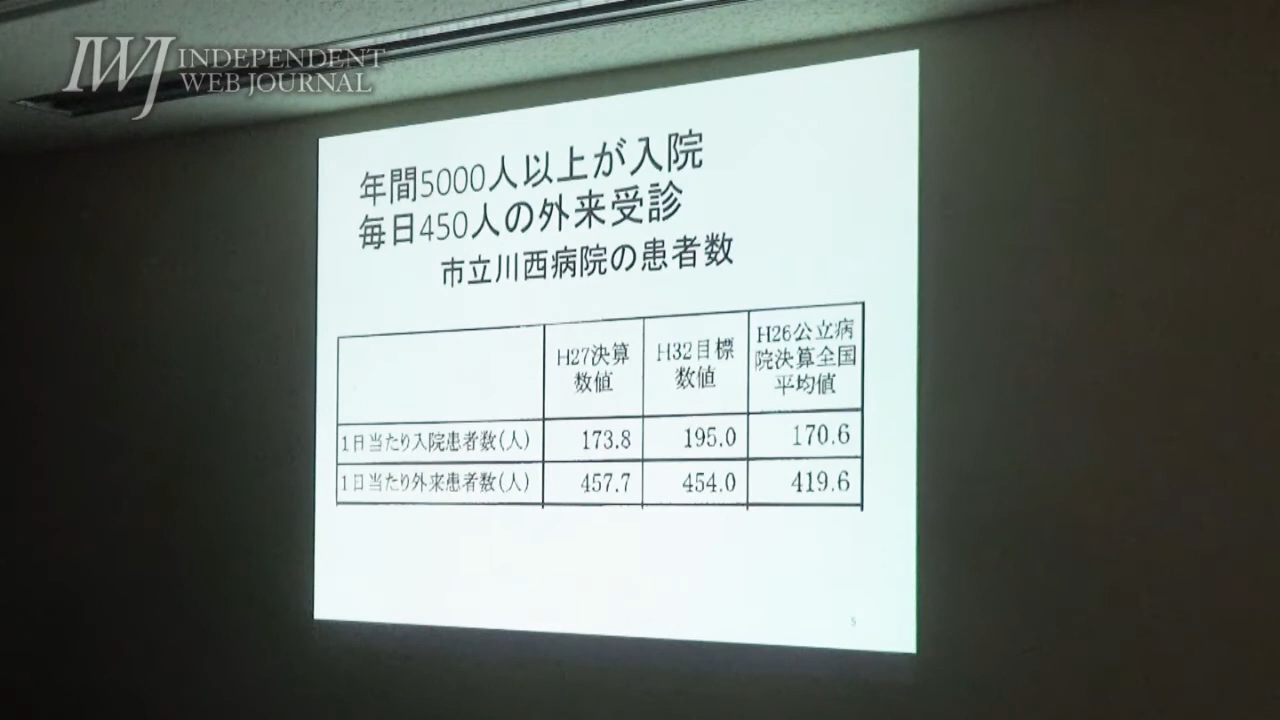 IWJ INDEPENDENT
WEB JOURNAL
年間5000人以上が入院
毎日450人の外来受診
市立川西病院の患者数
H27決算
数値
H32目標
数値
H26公立病
院決算全国
平均値
1日当たり入院患者数(人) 173.8 195.0 170.6
1日当たり外来患者数(人) 457.7 454.0 419.6
5